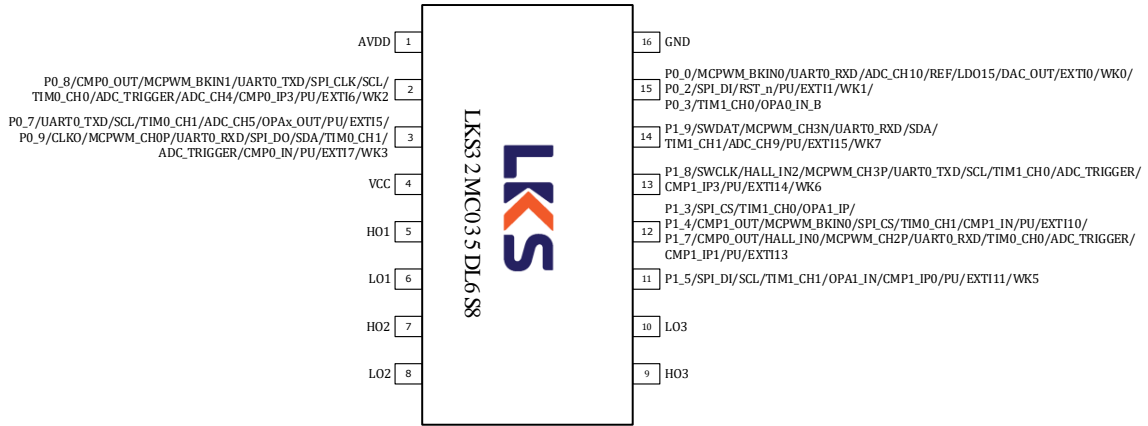 AVDD 1
P0_8/CMP0_OUT/MCPWM_BKIN1/UART0_TXD/SPI_CLK/SCL/
TIM0_CH0/ADC_TRIGGER/ADC_CH4/CMP0_IP3/PU/EXTI6/WK2
2
P0_7/UART0_TXD/SCL/TIM0_CH1/ADC_CH5/OPAx_OUT/PU/EXTI5/
P0_9/CLKO/MCPWM_CH0P/UART0_RXD/SPI_DO/SDA/TIM0_CH1/
ADC_TRIGGER/CMP0_IN/PU/EXTI7/WK3
3
VCC 4
HO1 5
LO1 6
HO2 7
LO2 8
LKS32MC035DL6S8
LKS
16 GND
15
P0_0/MCPWM_BKIN0/UART0_RXD/ADC_CH10/REF/LDO15/DAC_OUT/EXTI0/WK0/
P0_2/SPI_DI/RST_n/PU/EXTI1/WK1/
P0_3/TIM1_CH0/OPA0_IN_B
14
P1_9/SWDAT/MCPWM_CH3N/UART0_RXD/SDA/
TIM1_CH1/ADC_CH9/PU/EXTI15/WK7
13
P1_8/SWCLK/HALL_IN2/MCPWM_CH3P/UART0_TXD/SCL/TIM1_CH0/ADC_TRIGGER/
CMP1_IP3/PU/EXTI14/WK6
12
P1_3/SPI_CS/TIM1_CH0/OPA1_IP/
P1_4/CMP1_OUT/MCPWM_BKIN0/SPI_CS/TIM0_CH1/CMP1_IN/PU/EXTI10/
P1_7/CMP0_OUT/HALL_IN0/MCPWM_CH2P/UART0_RXD/TIM0_CH0/ADC_TRIGGER/
CMP1_IP1/PU/EXTI13
11 P1_5/SPI_DI/SCL/TIM1_CH1/OPA1_IN/CMP1_IP0/PU/EXTI11/WK5
10 LO3
9 HO3